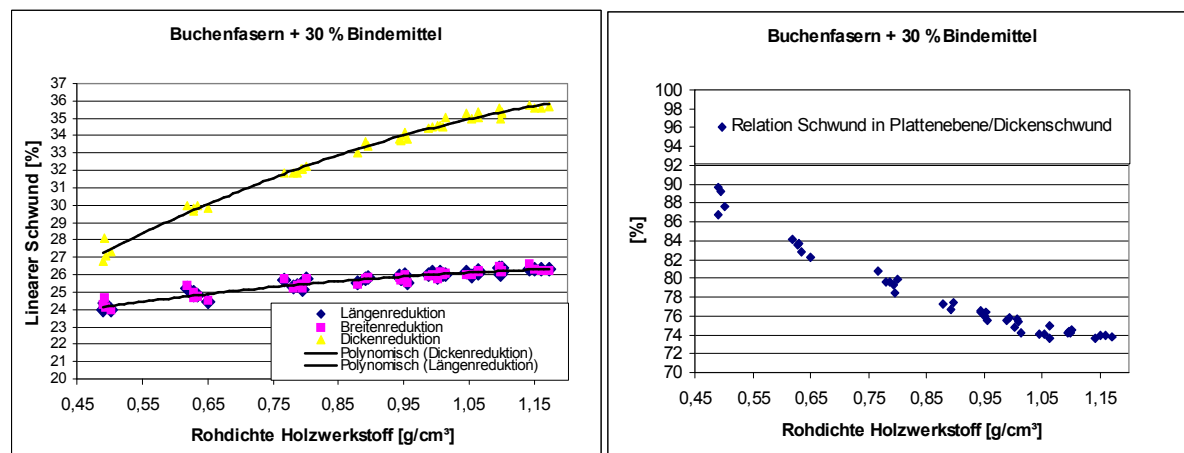 Buchenfasern + 30 % Bindemittel
Linearer Schwund [%]
37
36
35
34
33
32
31
30
29
28
27
26
25
24
23
22
21
20
Längenreduktion
Breitenreduktion
Dickenreduktion
Polynomisch (Dickenreduktion)
Polynomisch (Längenreduktion)
0,45 0,55 0,65 0,75 0,85 0,95 1,05 1,15
Rohdichte Holzwerkstoff [g/cm³]
Buchenfasern + 30 % Bindemittel
[%]
100
98
96
94
92
90
88
86
84
82
80
78
76
74
72
70
Relation Schwund in Plattenebene/Dickenschwund
0,45 0,55 0,65 0,75 0,85 0,95 1,05 1,15
Rohdichte Holzwerkstoff [g/cm³]